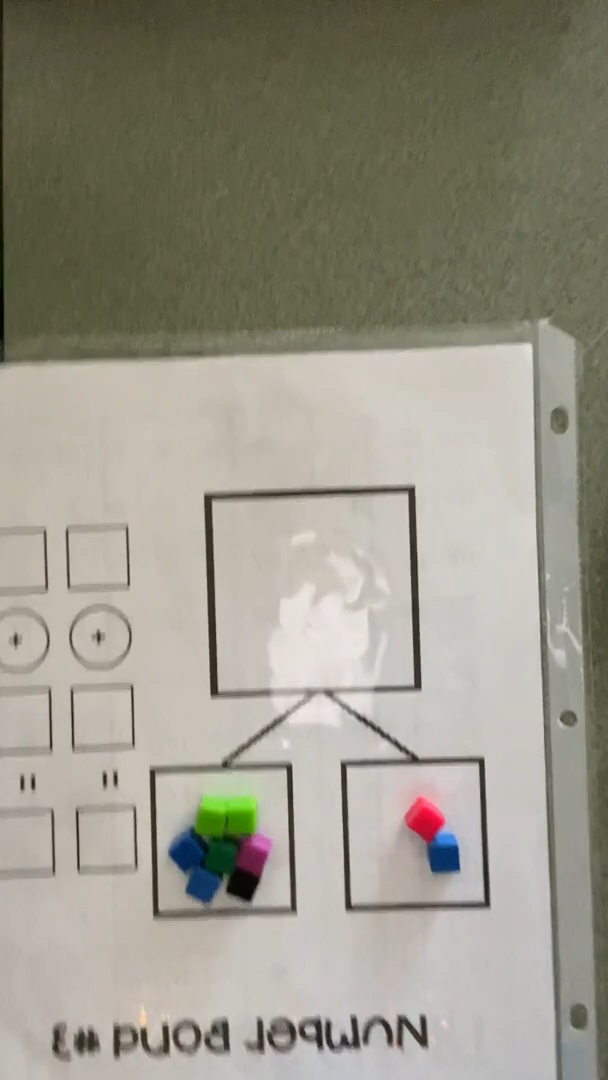 Number Bond #3
+ =
+ =